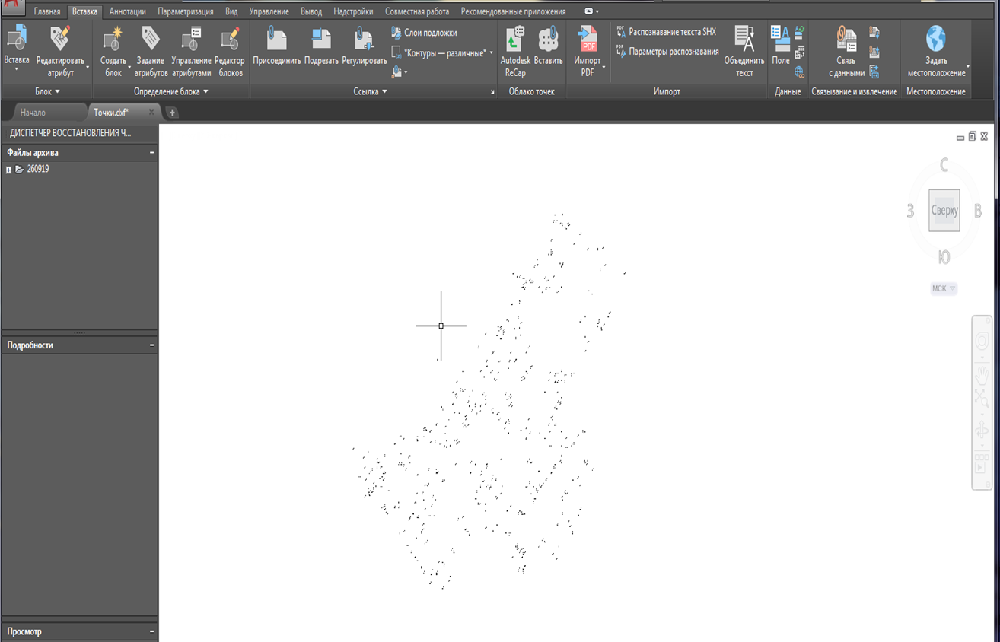 Главная Вставка Аннотации Параметризация Вид Управление Вывод Надстройки Совместная работа Рекомендованные приложения
Вставка
Редактировать
атрибут
Создать
блок
Задание
атрибутов
Управление
атрибутами
Редактор
блоков
Присоединить
Подрезать
Регулировать
Слои подложки
*Контуры — различные*
Autodesk
ReCap
Вставить
Импорт
PDF
Распознавание текста SHX
Параметры распознавания
Объединить
текст
Поле
Связь
с данными
Задать
местоположение
Блок
Определение блока
Ссылка
Облако точек
Импорт
Данные
Связывание и извлечение
Местоположение
Начало
Точки.dxf*
ДИСПЕТЧЕР ВОССТАНОВЛЕНИЯ Ч...
Файлы архива
260919
Подробности
Просмотр
С
З
Сверху
В
Ю
МСК